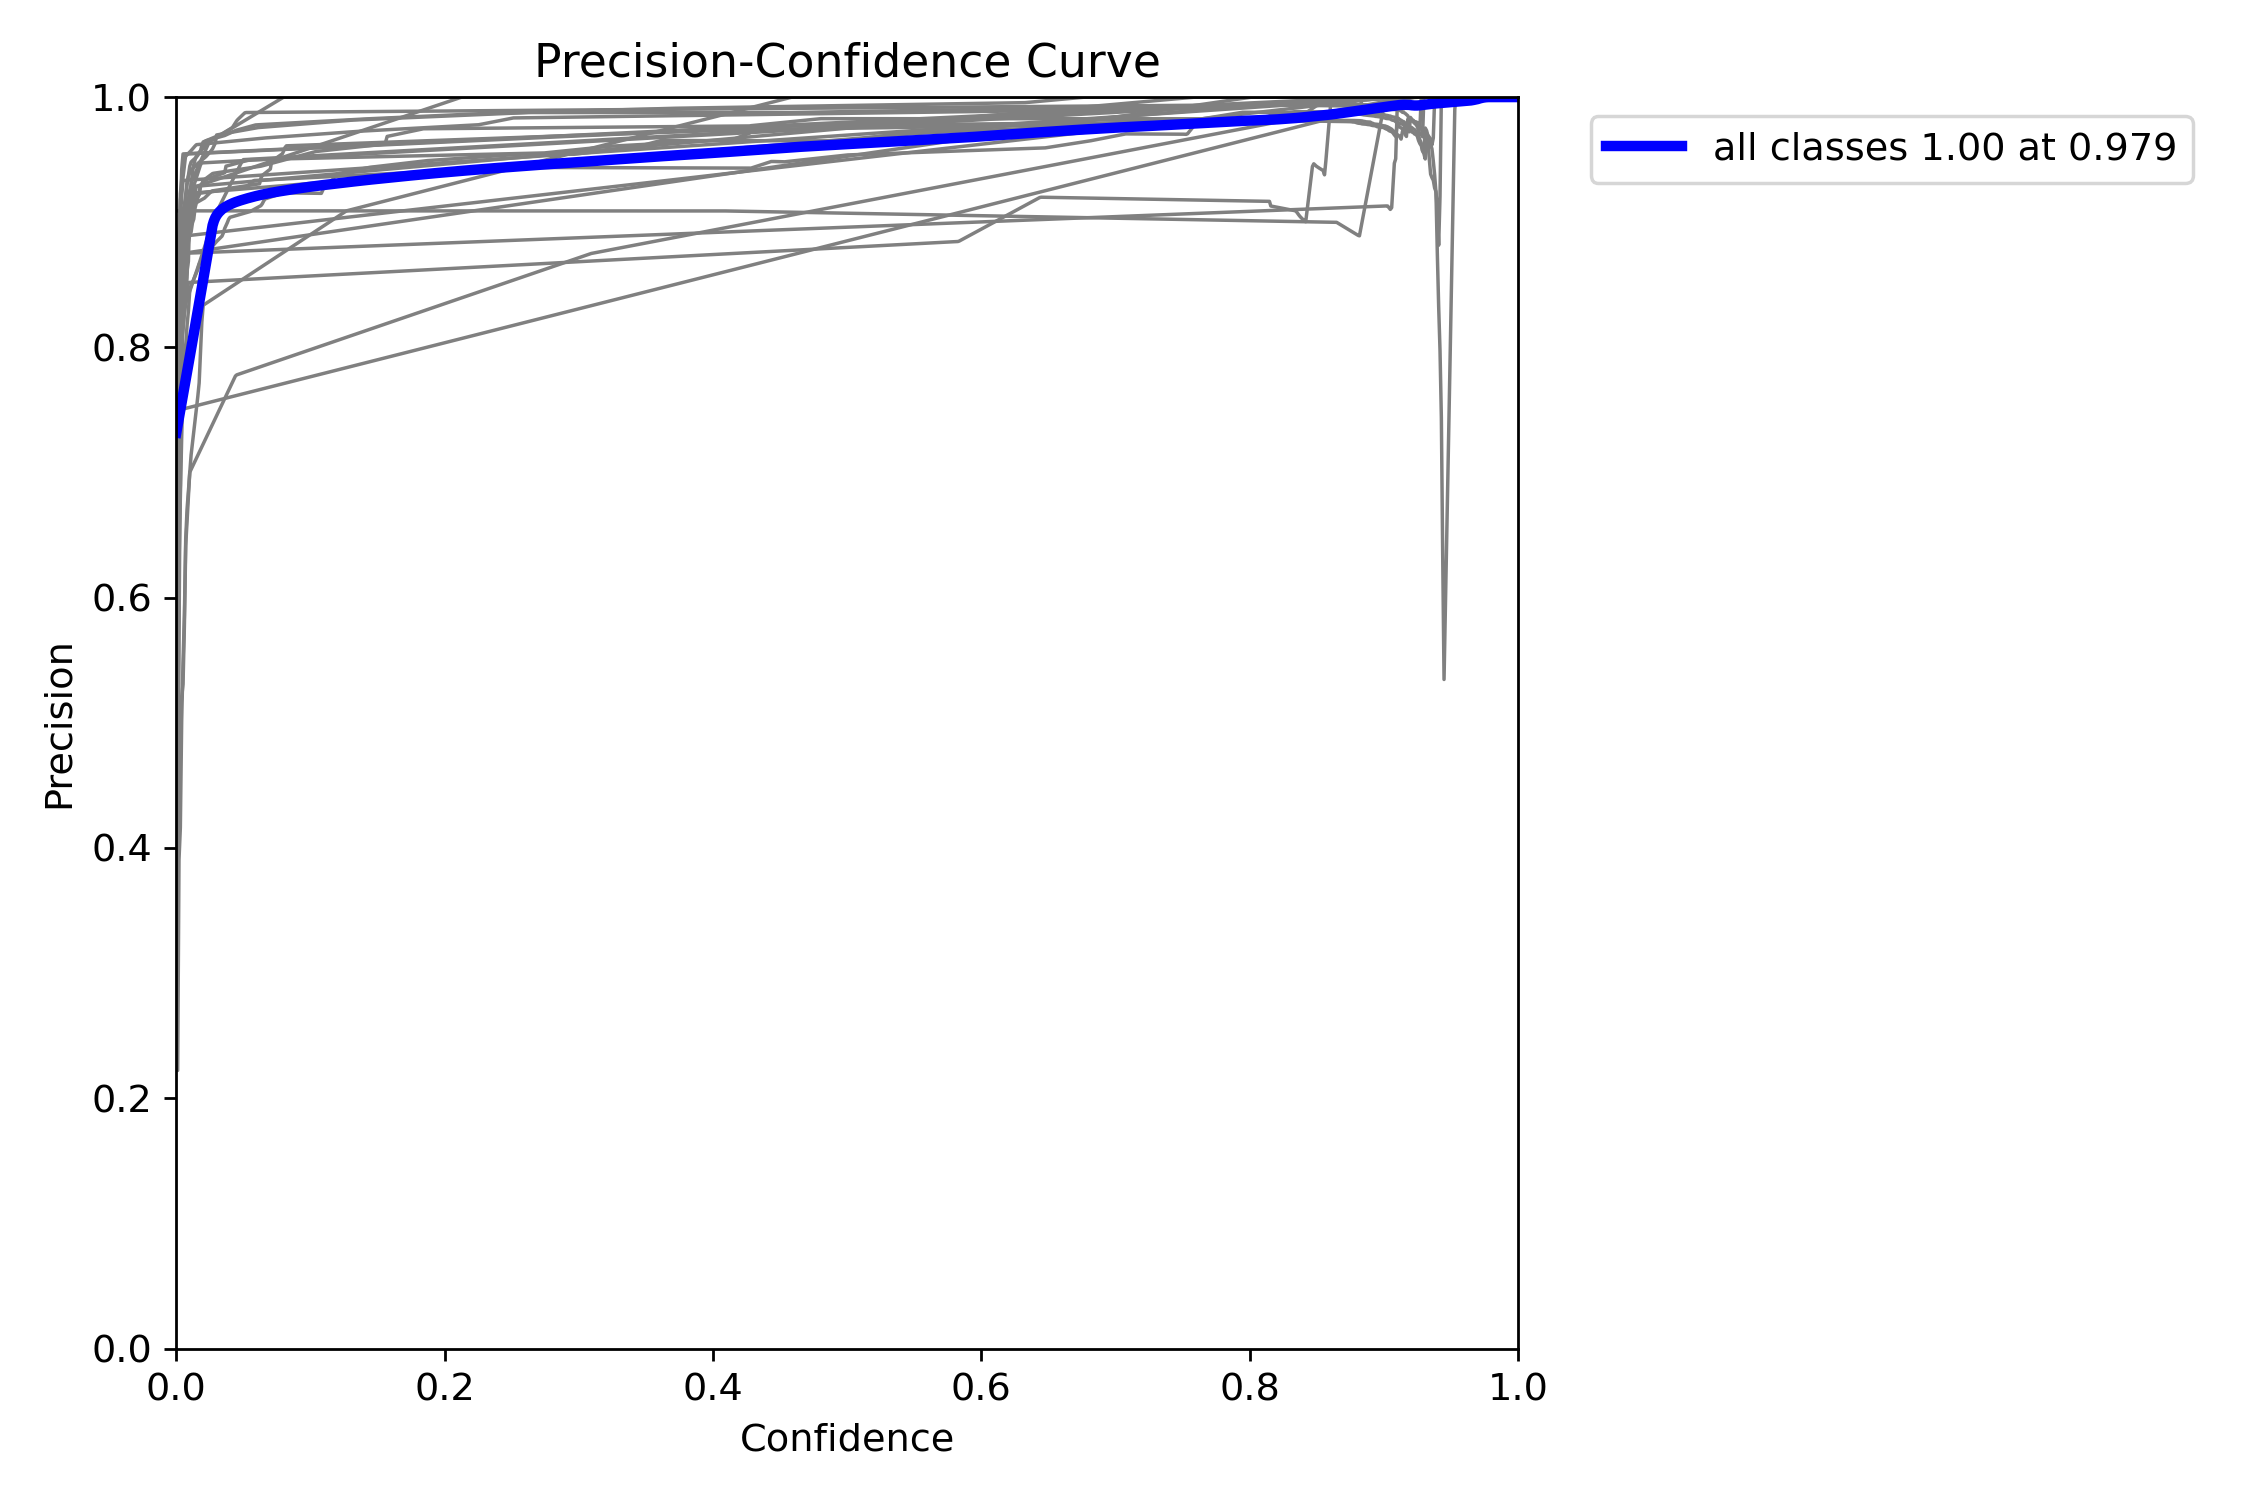 Precision-Confidence Curve
all classes 1.00 at 0.979
1.0
0.8
0.6
0.4
0.2
0.0
Precision
0.0 0.2 0.4 0.6 0.8 1.0
Confidence